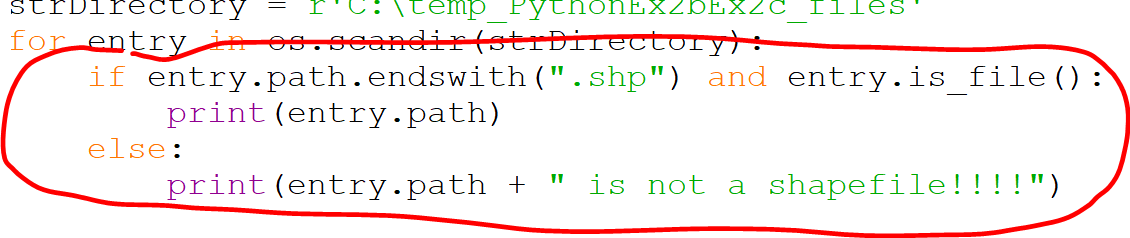 strDirectory = r'C:\temp_PythonEx2bEx2c_files'
for entry in os.scandir(strDirectory):
    if entry.path.endswith(".shp") and entry.is_file():
        print(entry.path)
    else:
        print(entry.path + " is not a shapefile!!!!")